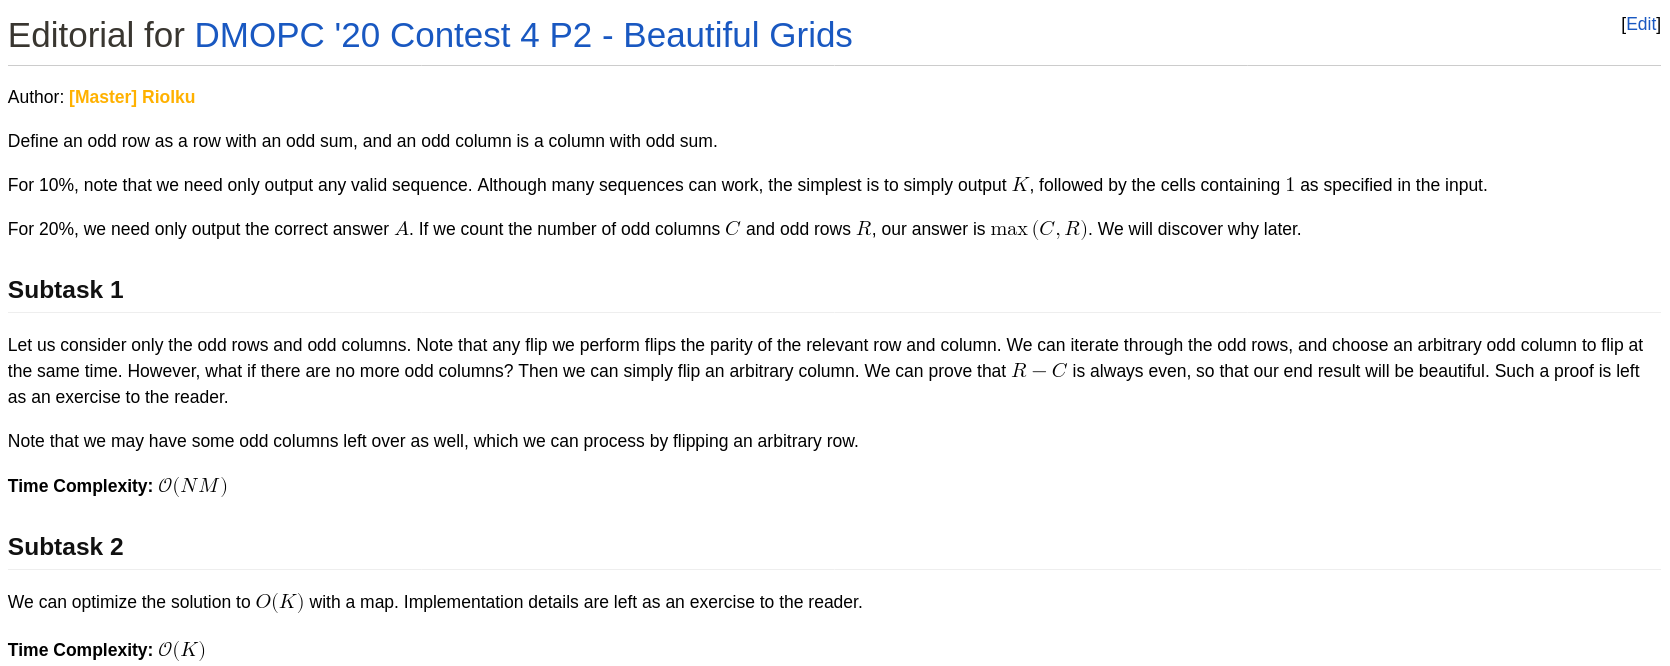 Editorial for DMOPC '20 Contest 4 P2 - Beautiful Grids
[Edit]
Author: [Master] Riolku
Define an odd row as a row with an odd sum, and an odd column is a column with odd sum.
For 10%, note that we need only output any valid sequence. Although many sequences can work, the simplest is to simply output K, followed by the cells containing 1 as specified in the input.
For 20%, we need only output the correct answer A. If we count the number of odd columns C and odd rows R, our answer is max (C, R). We will discover why later.
Subtask 1
Let us consider only the odd rows and odd columns. Note that any flip we perform flips the parity of the relevant row and column. We can iterate through the odd rows, and choose an arbitrary odd column to flip at
the same time. However, what if there are no more odd columns? Then we can simply flip an arbitrary column. We can prove that R − C is always even, so that our end result will be beautiful. Such a proof is left
as an exercise to the reader.
Note that we may have some odd columns left over as well, which we can process by flipping an arbitrary row.
Time Complexity: O(NM)
Subtask 2
We can optimize the solution to O(K) with a map. Implementation details are left as an exercise to the reader.
Time Complexity: O(K)